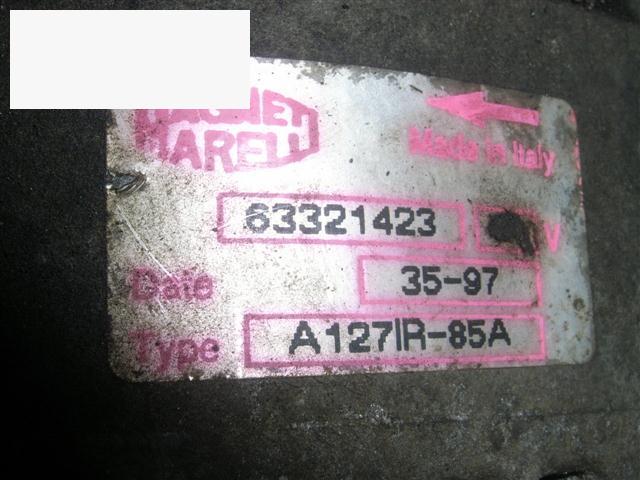 MAGNETI
MARELLI
Made in Italy
63321423 V
Date 35-97
Type A127IR-85A